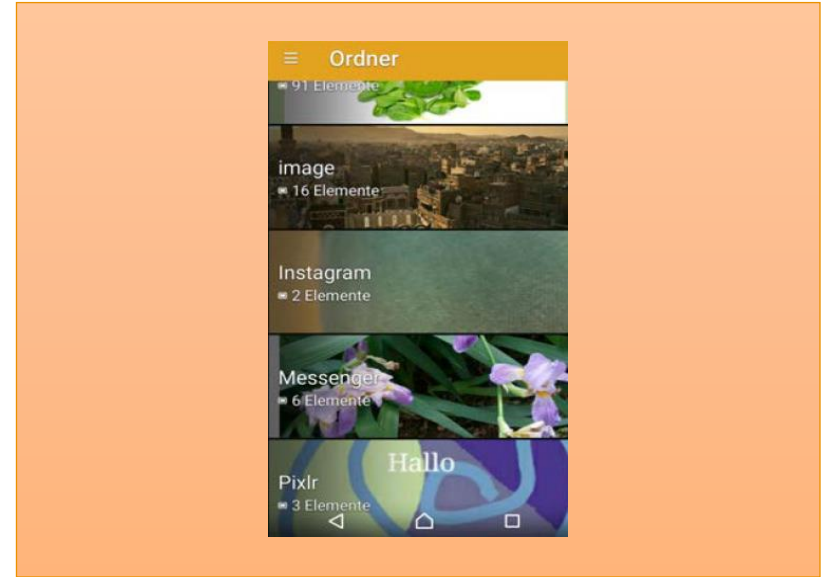 Ordner
91 Elemente
image
16 Elemente
Instagram
2 Elemente
Messenger
6 Elemente
Hallo
Pixlr
3 Elemente